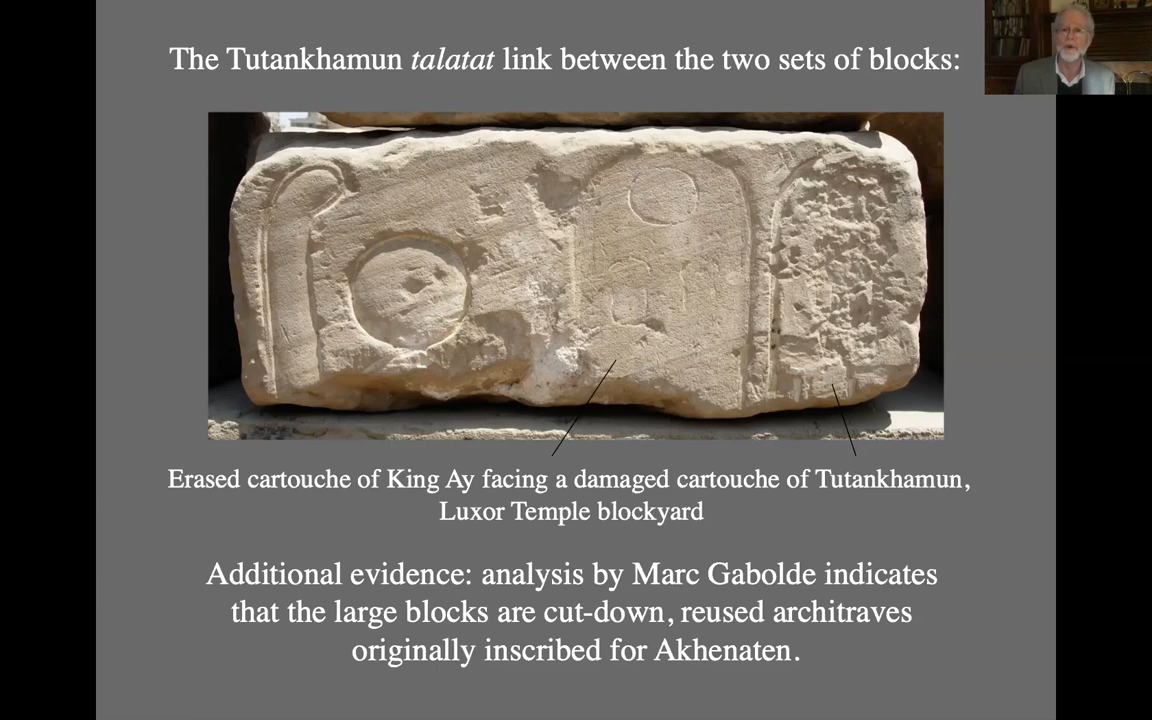 The Tutankhamun talatat link between the two sets of blocks:
Erased cartouche of King Ay facing a damaged cartouche of Tutankhamun,
Luxor Temple blockyard
Additional evidence: analysis by Marc Gabolde indicates
that the large blocks are cut-down, reused architraves
originally inscribed for Akhenaten.